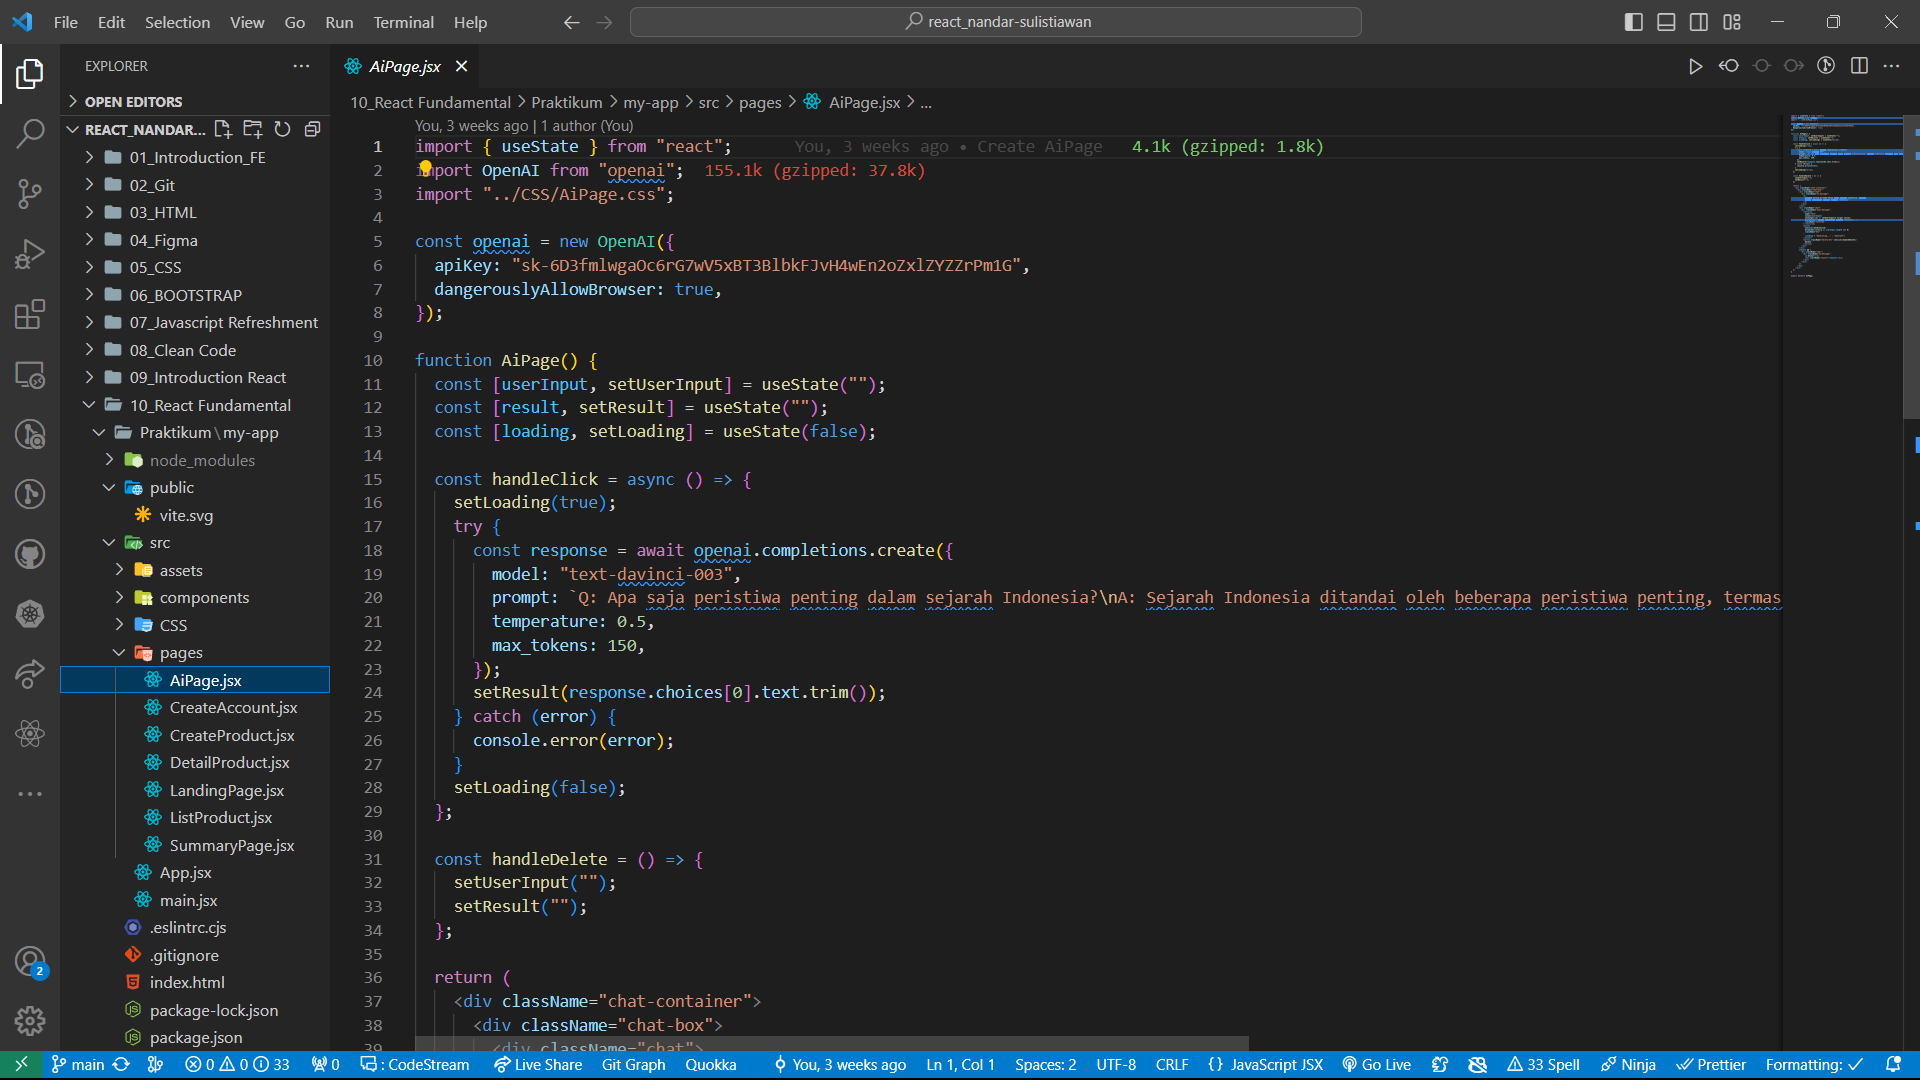 File Edit Selection View Go Run Terminal Help
react_nandar-sulistiawan
EXPLORER
OPEN EDITORS
REACT_NANDAR...
01_Introduction_FE
02_Git
03_HTML
04_Figma
05_CSS
06_BOOTSTRAP
07_Javascript Refreshment
08_Clean Code
09_Introduction React
10_React Fundamental
Praktikum\my-app
node_modules
public
vite.svg
src
assets
components
CSS
pages
AiPage.jsx
CreateAccount.jsx
CreateProduct.jsx
DetailProduct.jsx
LandingPage.jsx
ListProduct.jsx
SummaryPage.jsx
App.jsx
main.jsx
.eslintrc.cjs
.gitignore
index.html
package-lock.json
package.json
2
AiPage.jsx
10_React Fundamental > Praktikum > my-app > src > pages > AiPage.jsx > ...
You, 3 weeks ago | 1 author (You)
1 import { useState } from "react"; You, 3 weeks ago • Create AiPage 4.1k (gzipped: 1.8k)
2 import OpenAI from "openai"; 155.1k (gzipped: 37.8k)
3 import "../CSS/AiPage.css";
4
5 const openai = new OpenAI({
6 apiKey: "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",
7 dangerouslyAllowBrowser: true,
8 });
9
10 function AiPage() {
11 const [userInput, setUserInput] = useState("");
12 const [result, setResult] = useState("");
13 const [loading, setLoading] = useState(false);
14
15 const handleClick = async () => {
16 setLoading(true);
17 try {
18 const response = await openai.completions.create({
19 model: "text-davinci-003",
20 prompt: `Q: Apa saja peristiwa penting dalam sejarah Indonesia?\nA: Sejarah Indonesia ditandai oleh beberapa peristiwa penting, termas
21 temperature: 0.5,
22 max_tokens: 150,
23 });
24 setResult(response.choices[0].text.trim());
25 } catch (error) {
26 console.error(error);
27 }
28 setLoading(false);
29 };
30
31 const handleDelete = () => {
32 setUserInput("");
33 setResult("");
34 };
35
36 return (
37 <div className="chat-container">
38 <div className="chat-box">
39 <div className="chat">
main 0 0 33 0 : CodeStream Live Share Git Graph Quokka You, 3 weeks ago Ln 1, Col 1 Spaces: 2 UTF-8 CRLF {} JavaScript JSX Go Live 33 Spell Ninja Prettier Formatting: ✓